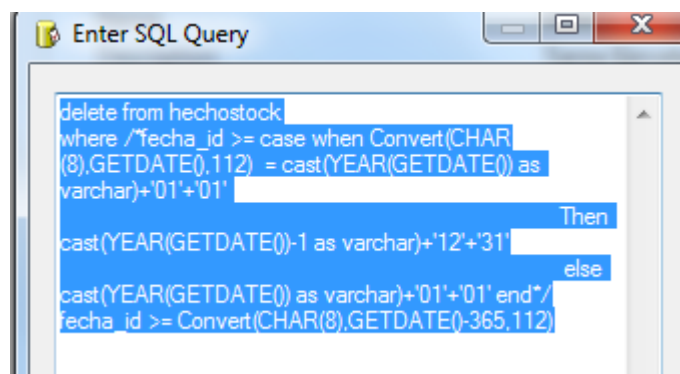 Enter SQL Query
delete from hechostock
where /*fecha_id >= case when Convert(CHAR
(8),GETDATE(),112)  = cast(YEAR(GETDATE()) as
varchar)+'01'+'01'
Then
cast(YEAR(GETDATE())-1 as varchar)+'12'+'31'
else
cast(YEAR(GETDATE()) as varchar)+'01'+'01' end*/
fecha_id >= Convert(CHAR(8),GETDATE()-365,112)